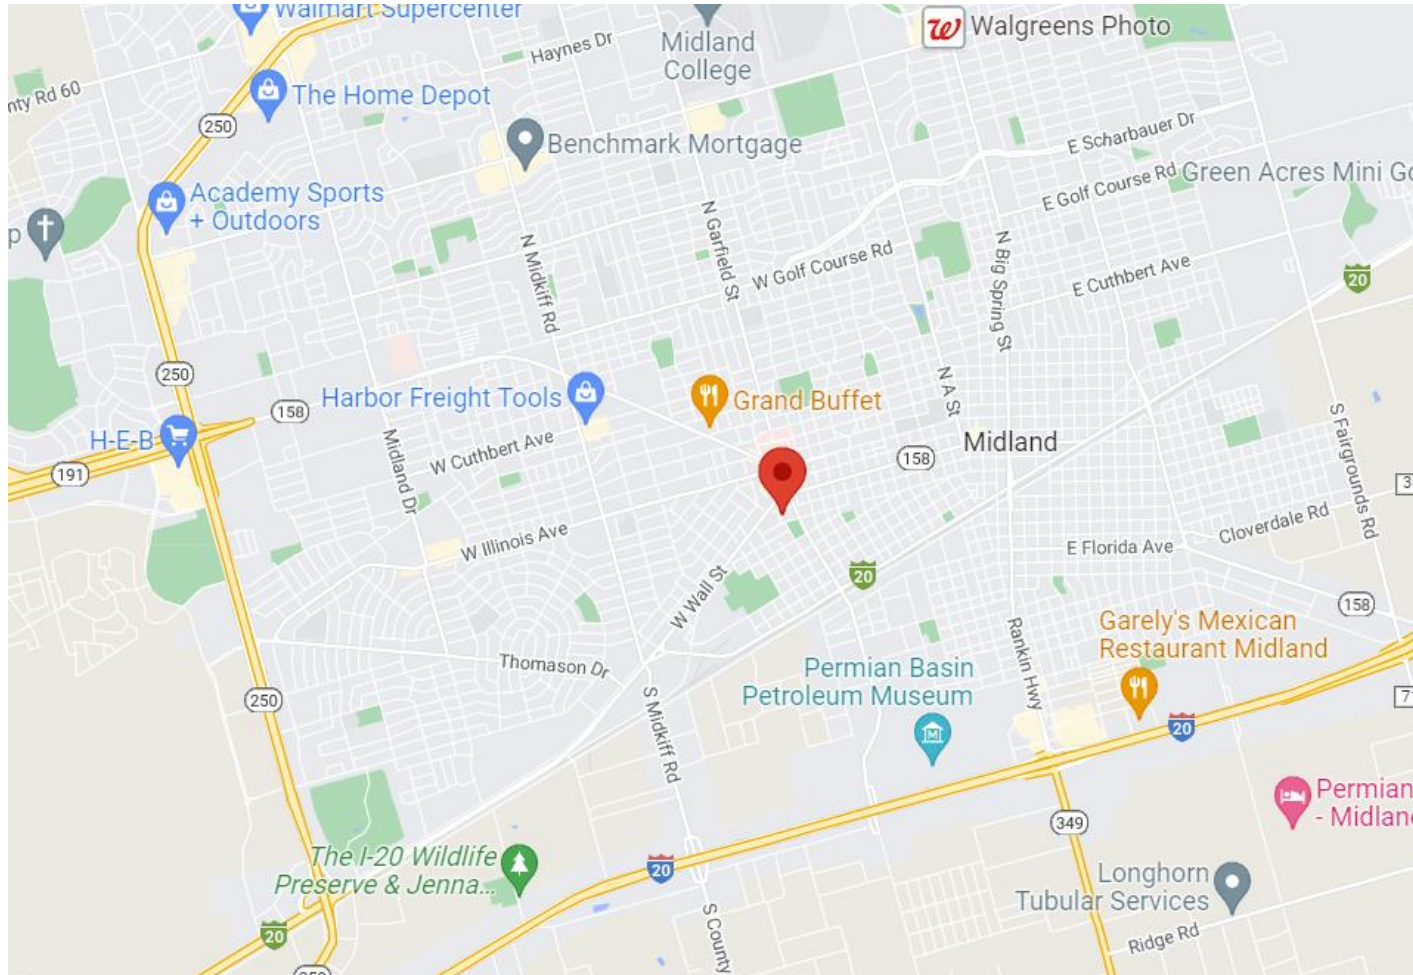 Walmart Supercenter
Haynes Dr
Midland
College
Walgreens Photo
nty Rd 60
The Home Depot
250
Benchmark Mortgage
E Scharbauer Dr
Academy Sports
+ Outdoors
p
N Garfield St
E Golf Course Rd
Green Acres Mini Go
N Midkiff Rd
W Golf Course Rd
N Big Spring St
E Cuthbert Ave
20
250
Harbor Freight Tools
Grand Buffet
N A St
158
H-E-B
Midland Dr
W Cuthbert Ave
158
Midland
S Fairgrounds Rd
191
3
W Illinois Ave
Cloverdale Rd
E Florida Ave
20
W Wall St
158
Rankin Hwy
Garely's Mexican
Restaurant Midland
Thomason Dr
Permian Basin
Petroleum Museum
M
250
S Midkiff Rd
20
7
Permian
- Midland
349
The I-20 Wildlife
Preserve & Jenna...
20
Longhorn
Tubular Services
S County
20
Ridge Rd